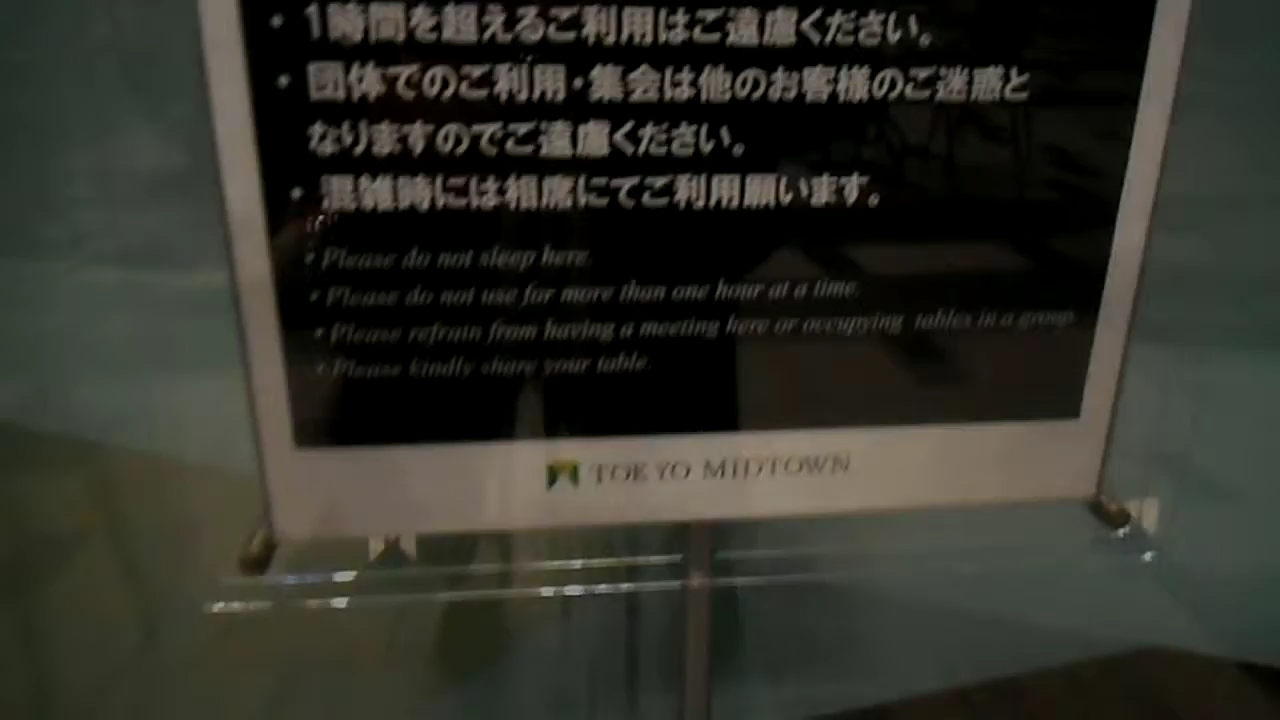 ・1時間を超えるご利用はご遠慮ください。
・団体でのご利用・集会は他のお客様のご迷惑と
なりますのでご遠慮ください。
・混雑時には相席にてご利用願います。
・Please do not sleep here.
・Please do not use for more than one hour at a time.
・Please refrain from having a meeting here or occupying tables in a group.
・Please kindly share your table.
TOKYO MIDTOWN